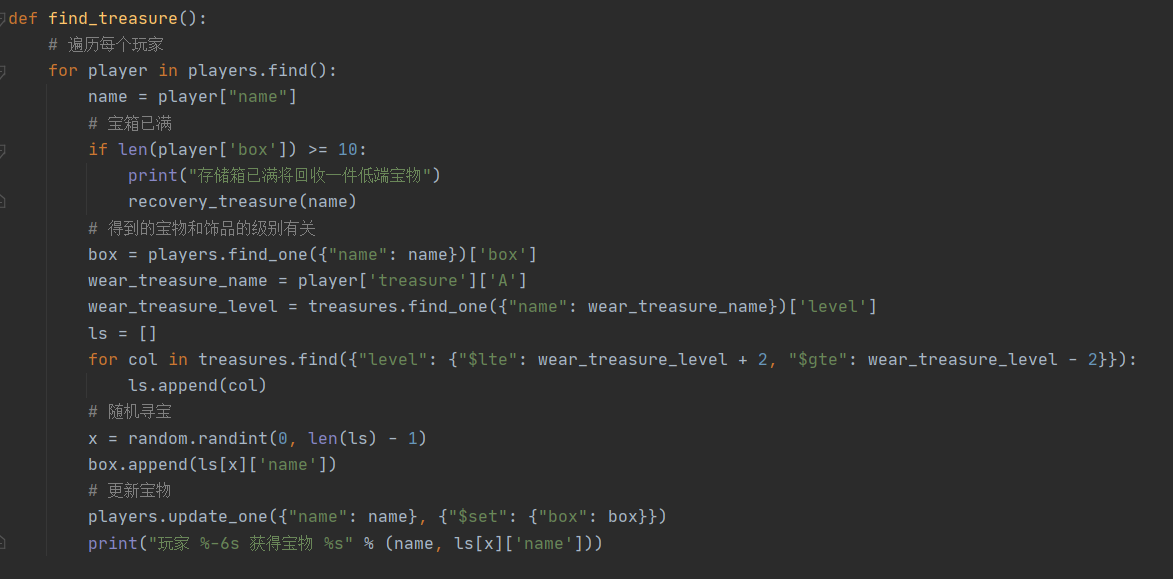 def find_treasure():
    # 遍历每个玩家
    for player in players.find():
        name = player["name"]
        # 宝箱已满
        if len(player['box']) >= 10:
            print("存储箱已满将回收一件低端宝物")
            recovery_treasure(name)
        # 得到的宝物和饰品的级别有关
        box = players.find_one({"name": name})['box']
        wear_treasure_name = player['treasure']['A']
        wear_treasure_level = treasures.find_one({"name": wear_treasure_name})['level']
        ls = []
        for col in treasures.find({"level": {"$lte": wear_treasure_level + 2, "$gte": wear_treasure_level - 2}}):
            ls.append(col)
        # 随机寻宝
        x = random.randint(0, len(ls) - 1)
        box.append(ls[x]['name'])
        # 更新宝物
        players.update_one({"name": name}, {"$set": {"box": box}})
        print("玩家 %-6s 获得宝物 %s" % (name, ls[x]['name']))